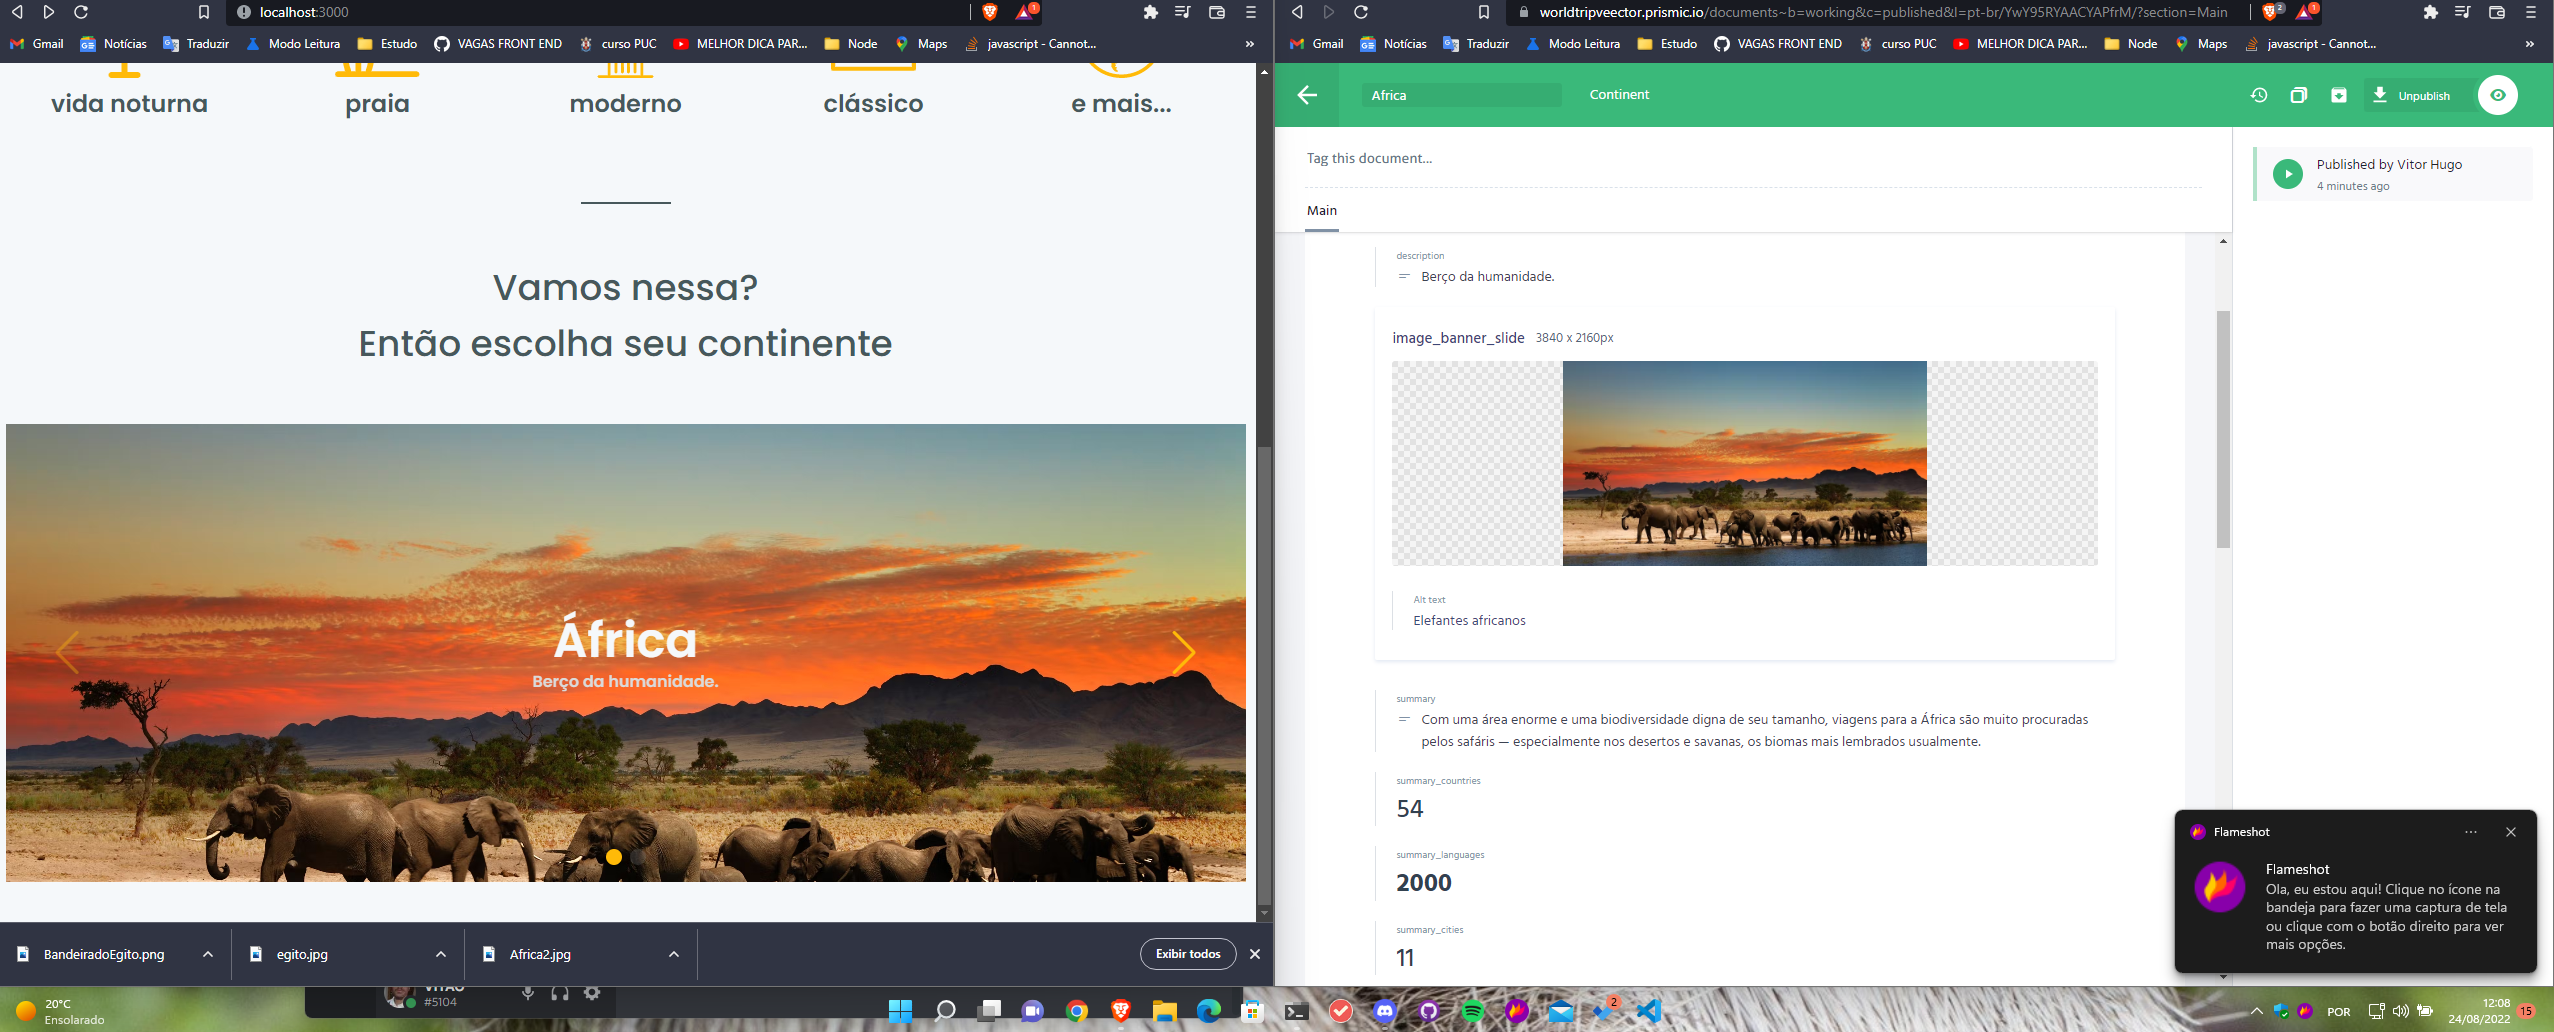 localhost:3000
1
Gmail
Notícias
Traduzir
Modo Leitura
Estudo
VAGAS FRONT END
curso PUC
MELHOR DICA PAR...
Node
Maps
javascript - Cannot...
»
vida noturna
praia
moderno
clássico
e mais...
Vamos nessa?
Então escolha seu continente
África
Berço da humanidade.
BandeiradoEgito.png
egito.jpg
Africa2.jpg
Exibir todos
worldtripveector.prismic.io/documents~b=working&c=published&l=pt-br/YwY95RYAACYAPfrM/?section=Main
2
1
Gmail
Notícias
Traduzir
Modo Leitura
Estudo
VAGAS FRONT END
curso PUC
MELHOR DICA PAR...
Node
Maps
javascript - Cannot...
»
Africa
Continent
Unpublish
Tag this document...
Main
Published by Vitor Hugo
4 minutes ago
description
Berço da humanidade.
image_banner_slide 3840 x 2160px
Alt text
Elefantes africanos
summary
Com uma área enorme e uma biodiversidade digna de seu tamanho, viagens para a África são muito procuradas
pelos safáris — especialmente nos desertos e savanas, os biomas mais lembrados usualmente.
summary_countries
54
summary_languages
2000
summary_cities
11
Flameshot
Flameshot
Ola, eu estou aqui! Clique no ícone na
bandeja para fazer uma captura de tela
ou clique com o botão direito para ver
mais opções.
20°C
Ensolarado
#5104
2
POR
12:08
24/08/2022
15